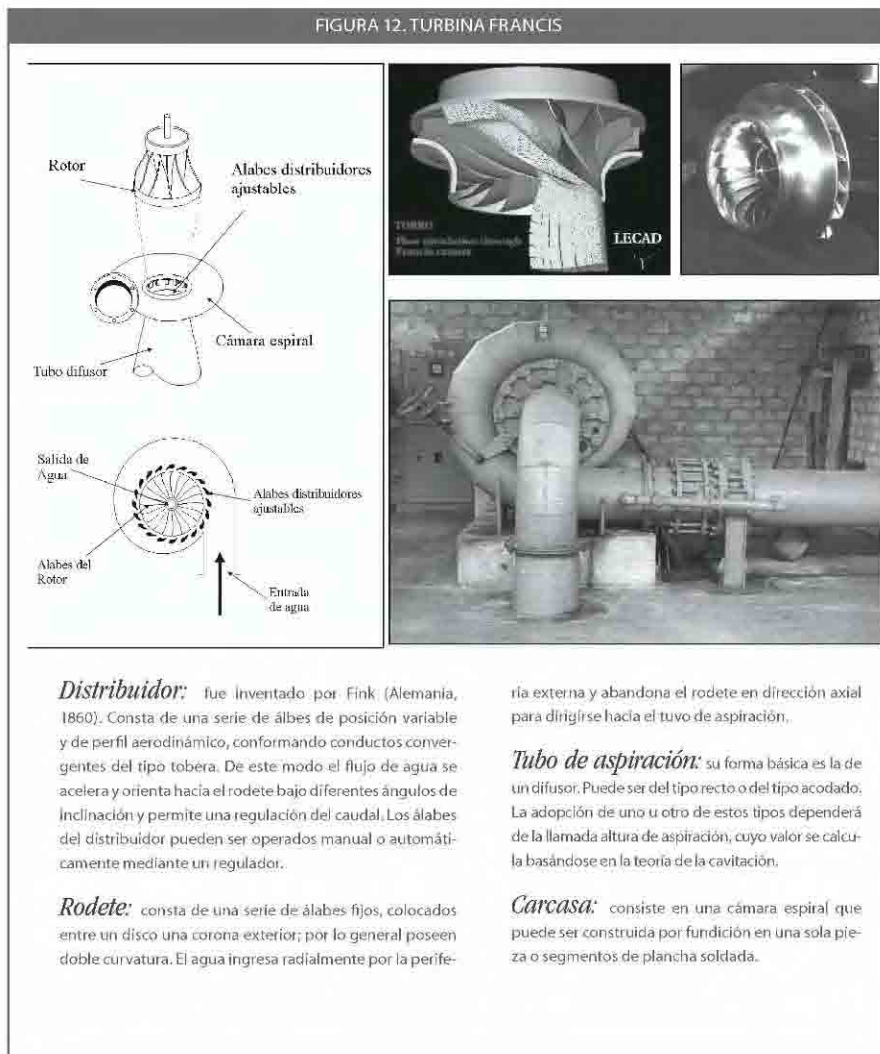 FIGURA 12. TURBINA FRANCIS
Rotor
Alabes distribuidores
ajustables
Cámara espiral
Tubo difusor
Salida de
Agua
Alabes distribuidores
ajustables
Alabes del
Rotor
Entrada
de agua
TURBO
Francis
LECAD
Distribuidor: fue inventado por Fink (Alemania,
1860). Consta de una serie de álbes de posición variable
y de perfil aerodinámico, conformando conductos conver-
gentes del tipo tobera. De este modo el flujo de agua se
acelera y orienta hacia el rodete bajo diferentes ángulos de
inclinación y permite una regulación del caudal. Los álabes
del distribuidor pueden ser operados manual o automáti-
camente mediante un regulador.
Rodete: consta de una serie de álabes fijos, colocados
entre un disco una corona exterior; por lo general poseen
doble curvatura. El agua ingresa radialmente por la perife-
ría externa y abandona el rodete en dirección axial
para dirigirse hacia el tuvo de aspiración.
Tubo de aspiración: su forma básica es la de
un difusor. Puede ser del tipo recto o del tipo acodado.
La adopción de uno u otro de estos tipos dependerá
de la llamada altura de aspiración, cuyo valor se calcu-
la basándose en la teoría de la cavitación.
Carcasa: consiste en una cámara espiral que
puede ser construida por fundición en una sola pie-
za o segmentos de plancha soldada.